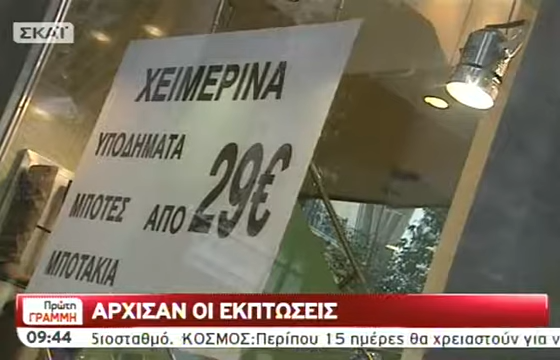 ΣΚΑΪ
ΧΕΙΜΕΡΙΝΑ
ΥΠΟΔΗΜΑΤΑ
ΜΠΟΤΕΣ ΑΠΟ 29€
ΜΠΟΤΑΚΙΑ
Πρώτη
ΓΡΑΜΜΗ
ΑΡΧΙΣΑΝ ΟΙ ΕΚΠΤΩΣΕΙΣ
09:44 διοσταθμό. ΚΟΣΜΟΣ:Περίπου 15 ημέρες θα χρειαστούν για